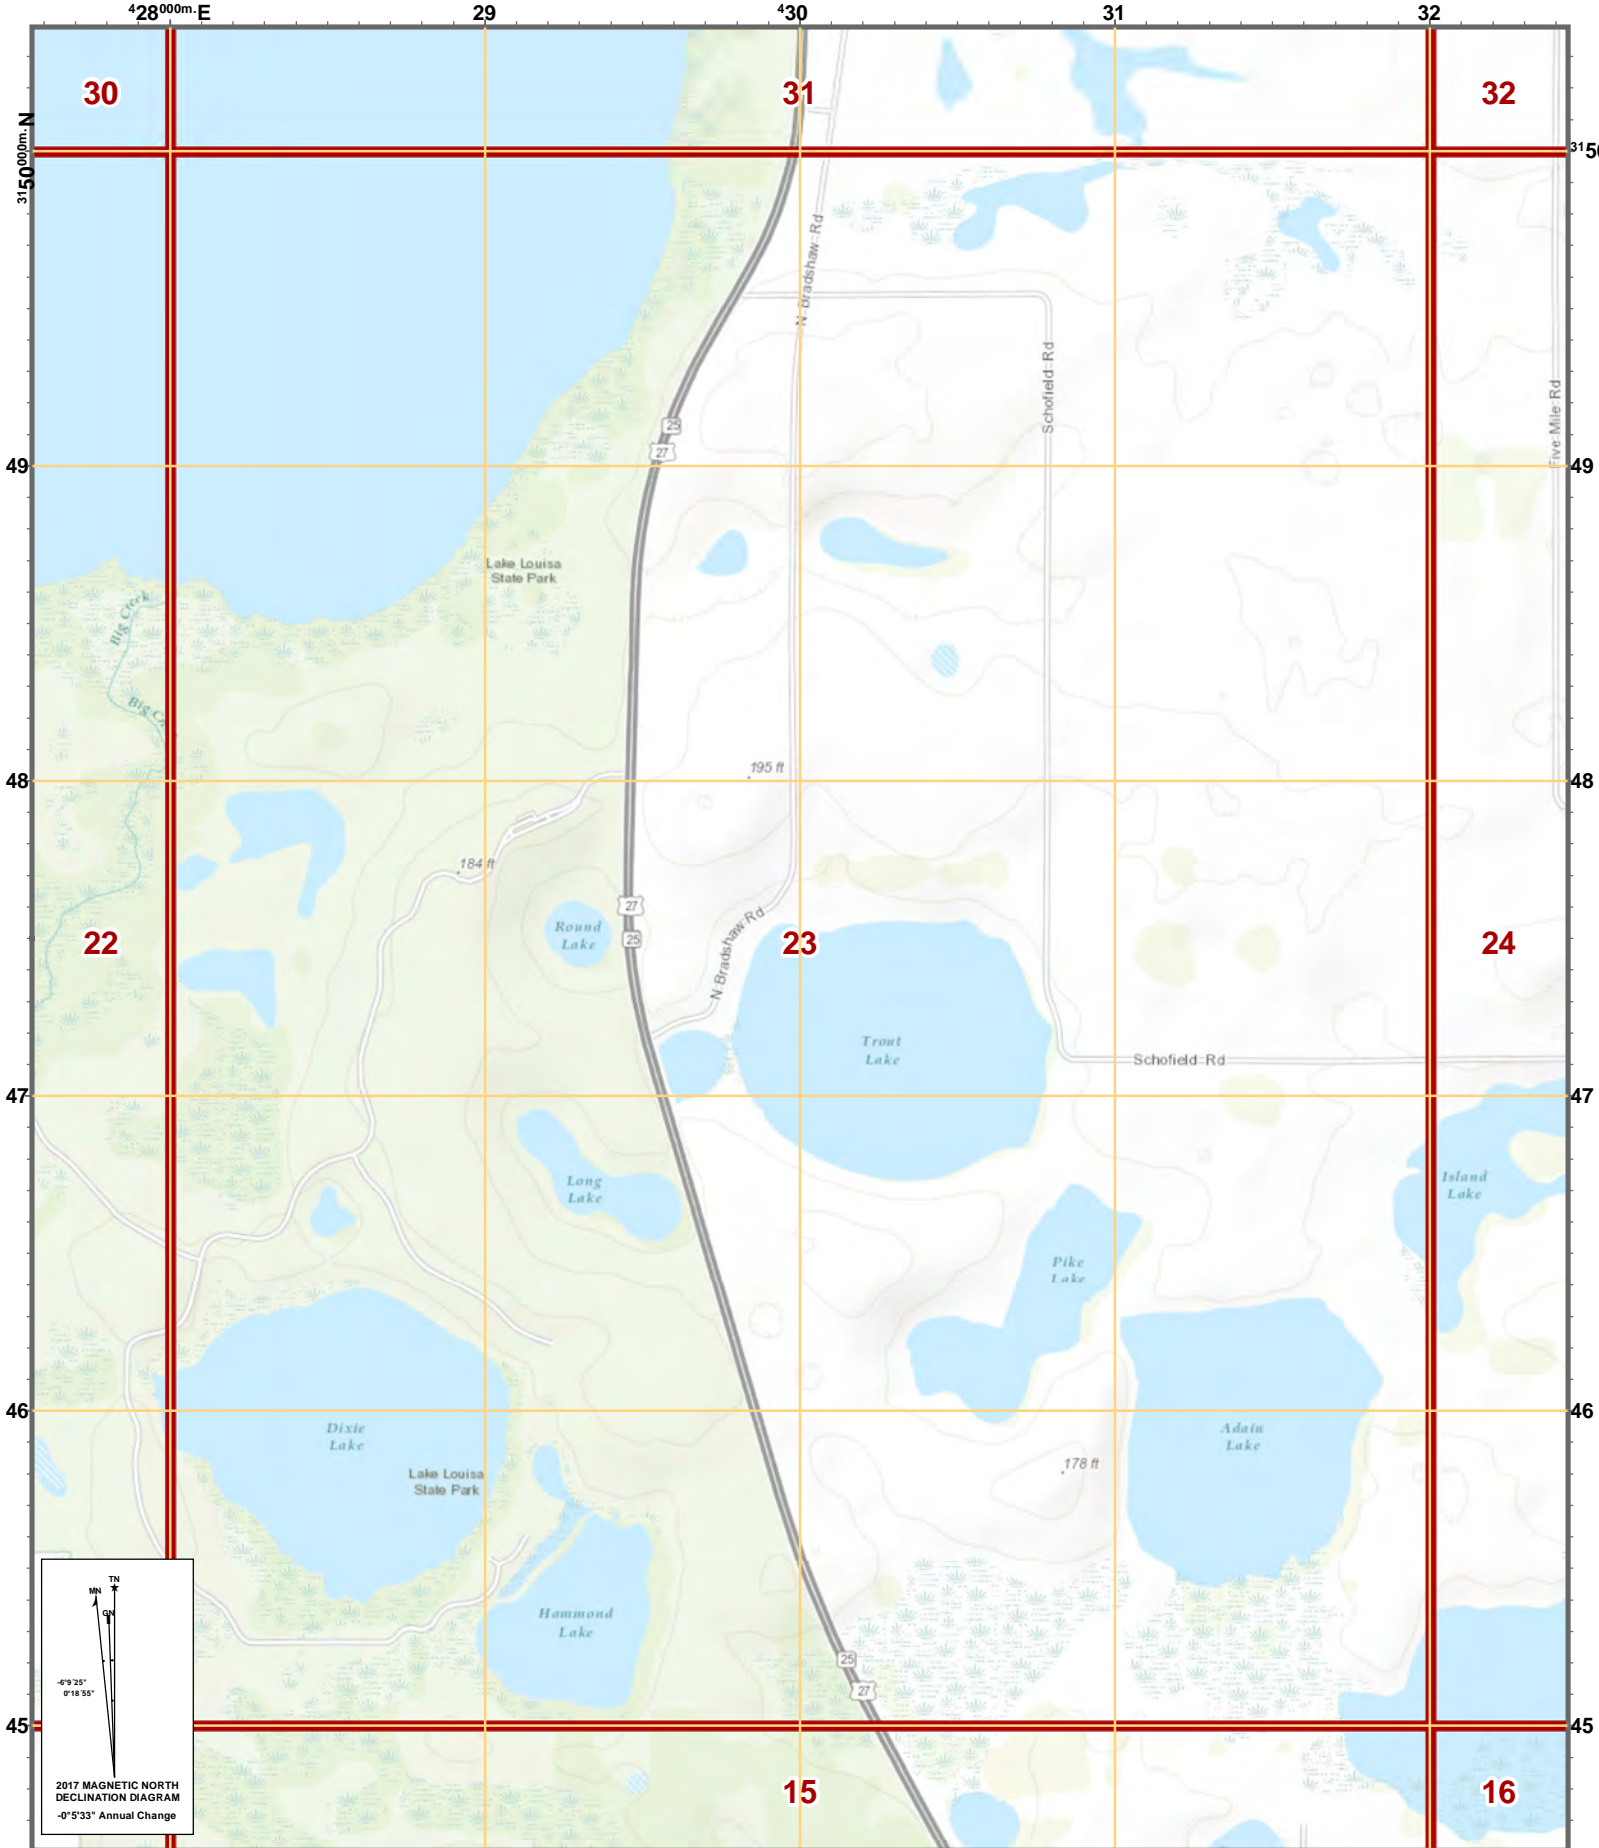 428000m.E 29 430 31 32
30 31 32
3150000m.N
3150
N Bradshaw Rd
Schofield Rd
Five Mile Rd
25
49 27 49
Lake Louisa
State Park
Big Creek
Big Cr
195 ft
48 48
184 ft
27
Round
Lake
25
N Bradshaw Rd
22 23 24
Trout
Lake
Schofield Rd
47 47
Long
Lake
Island
Lake
Pike
Lake
46 46
Dixie
Lake
Adain
Lake
Lake Louisa
State Park
178 ft
TN
MN
GN
Hammond
Lake
25
27
-6°9'25"
0°18'55"
45 45
2017 MAGNETIC NORTH
DECLINATION DIAGRAM
-0°5'33" Annual Change
15 16